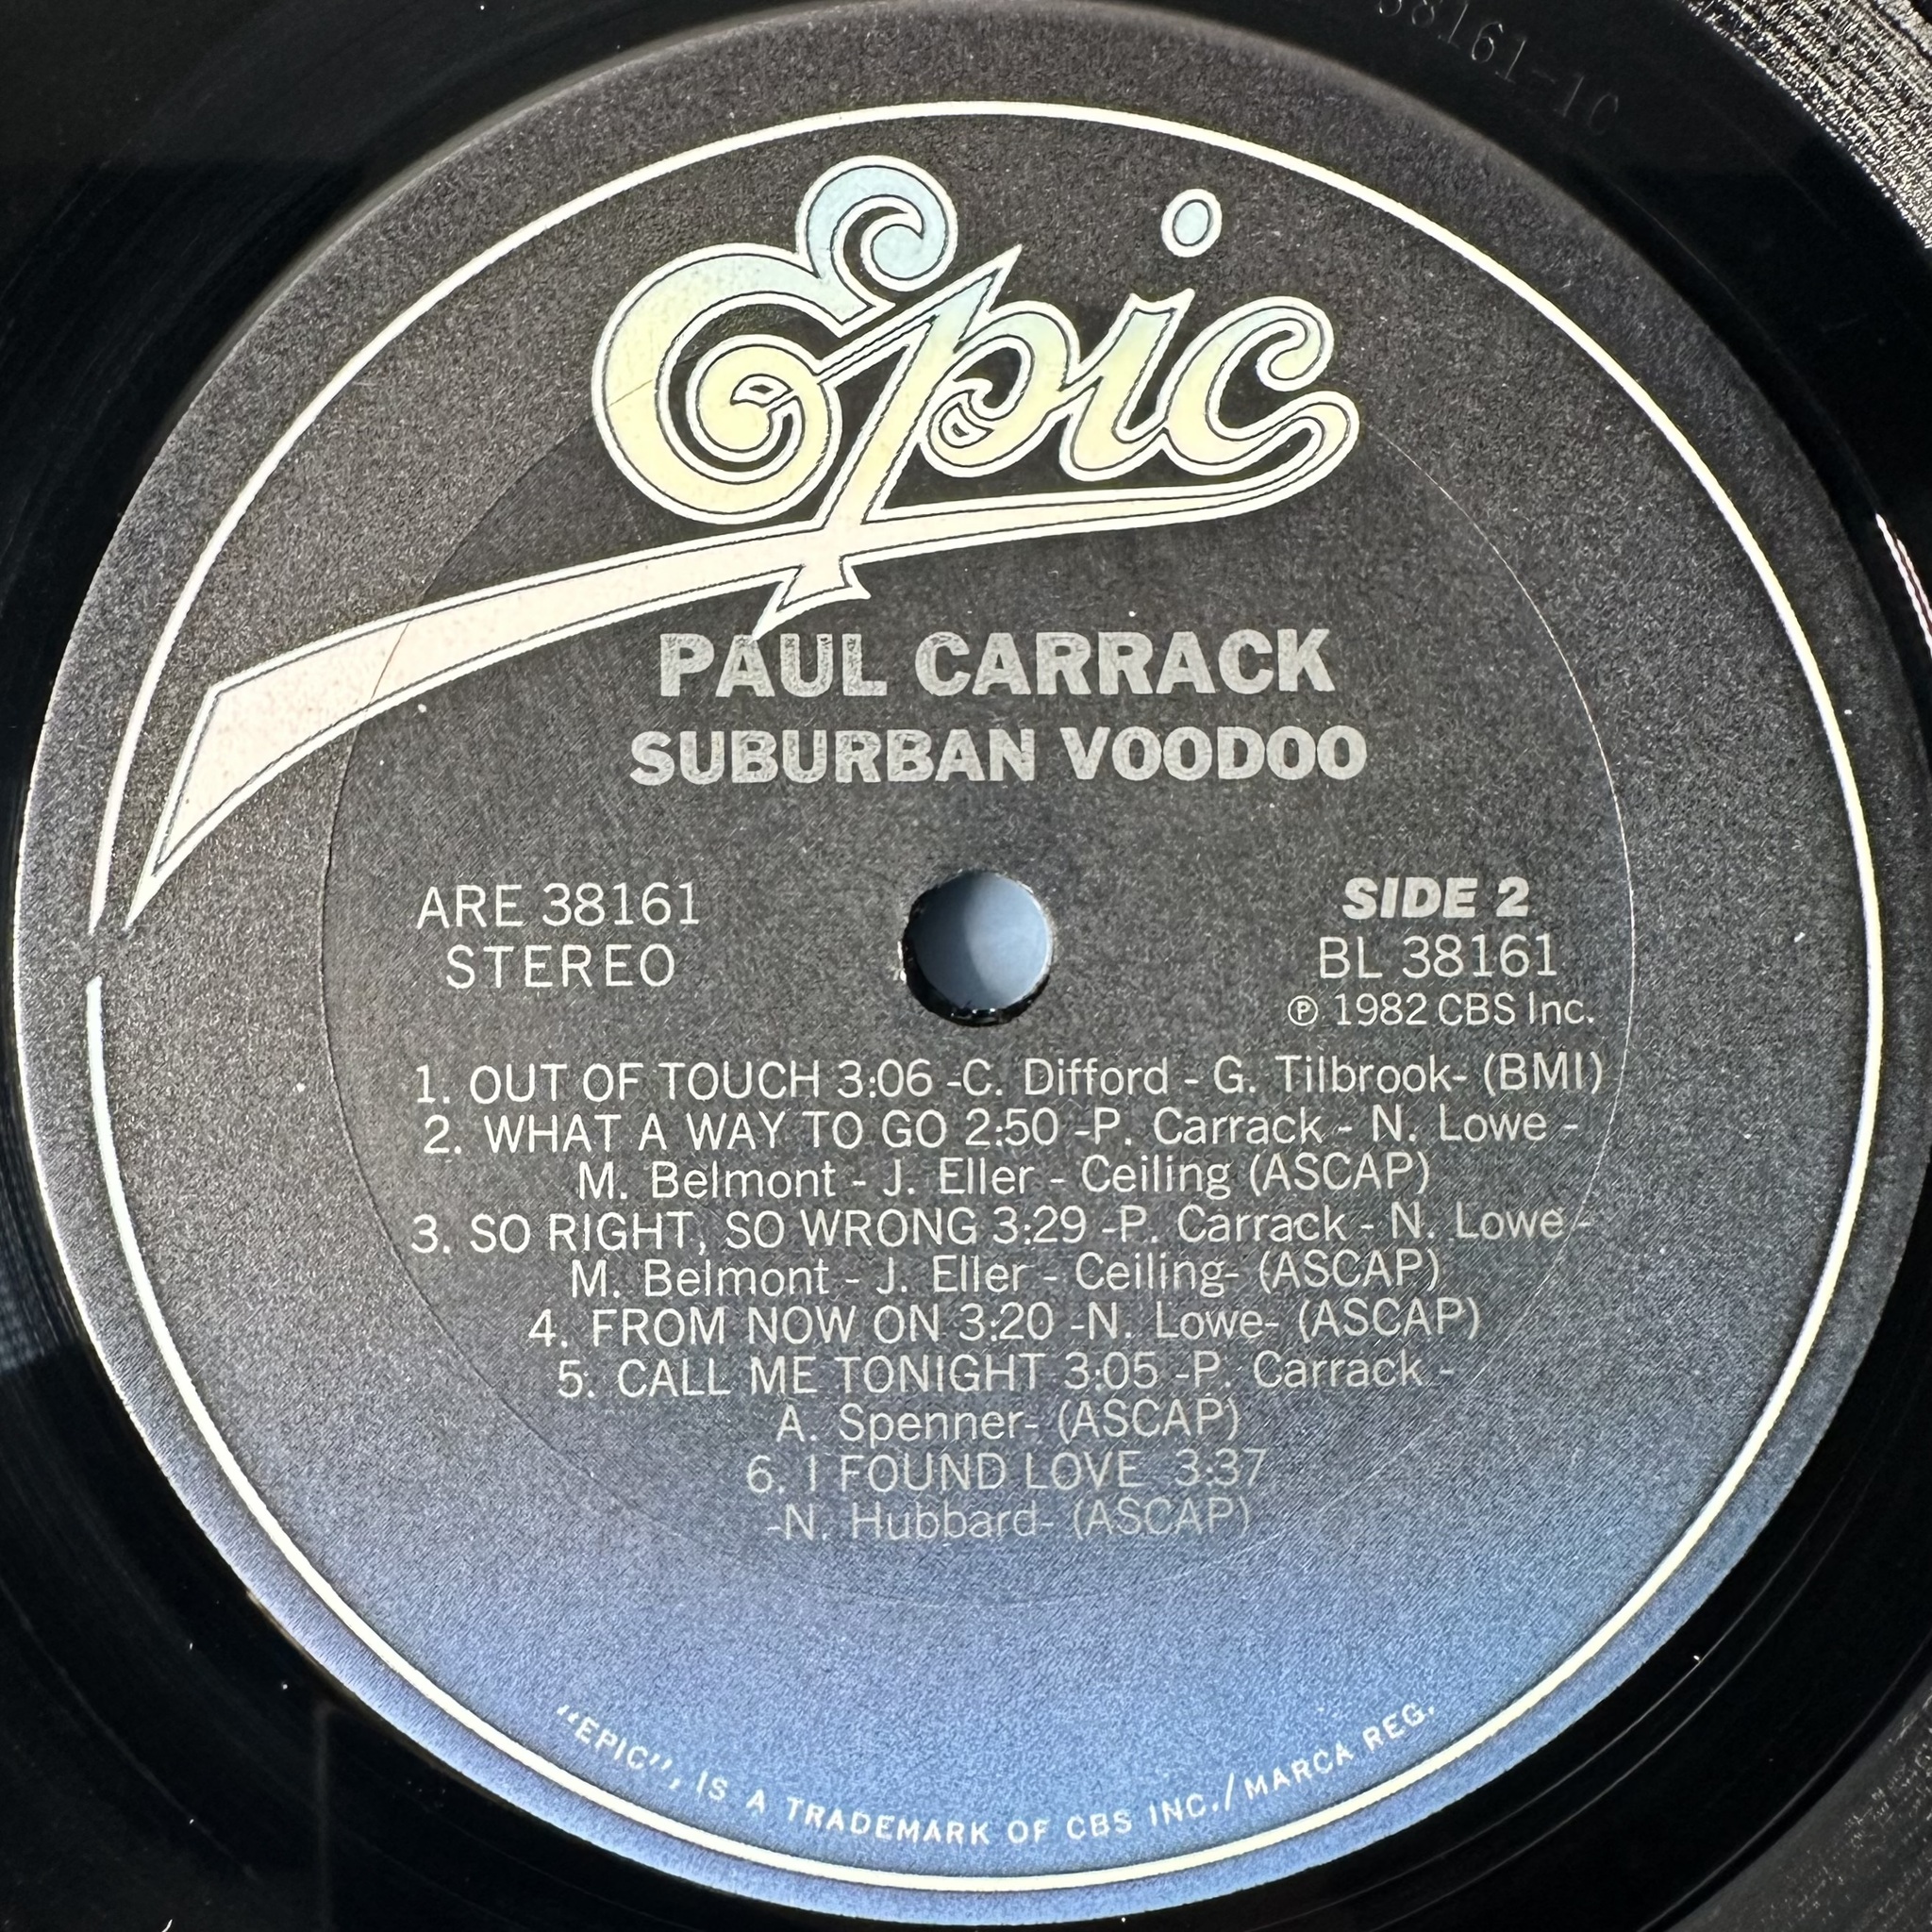 38161-1C
Epic
PAUL CARRACK
SUBURBAN VOODOO
ARE 38161
STEREO
SIDE 2
BL 38161
℗ 1982 CBS Inc.
1. OUT OF TOUCH 3:06 -C. Difford - G. Tilbrook- (BMI)
2. WHAT A WAY TO GO 2:50 -P. Carrack - N. Lowe -
M. Belmont - J. Eller - Ceiling (ASCAP)
3. SO RIGHT, SO WRONG 3:29 -P. Carrack - N. Lowe -
M. Belmont - J. Eller - Ceiling- (ASCAP)
4. FROM NOW ON 3:20 -N. Lowe- (ASCAP)
5. CALL ME TONIGHT 3:05 -P. Carrack -
A. Spenner- (ASCAP)
6. I FOUND LOVE 3:37
-N. Hubbard- (ASCAP)
"EPIC", IS A TRADEMARK OF CBS INC./MARCA REG.